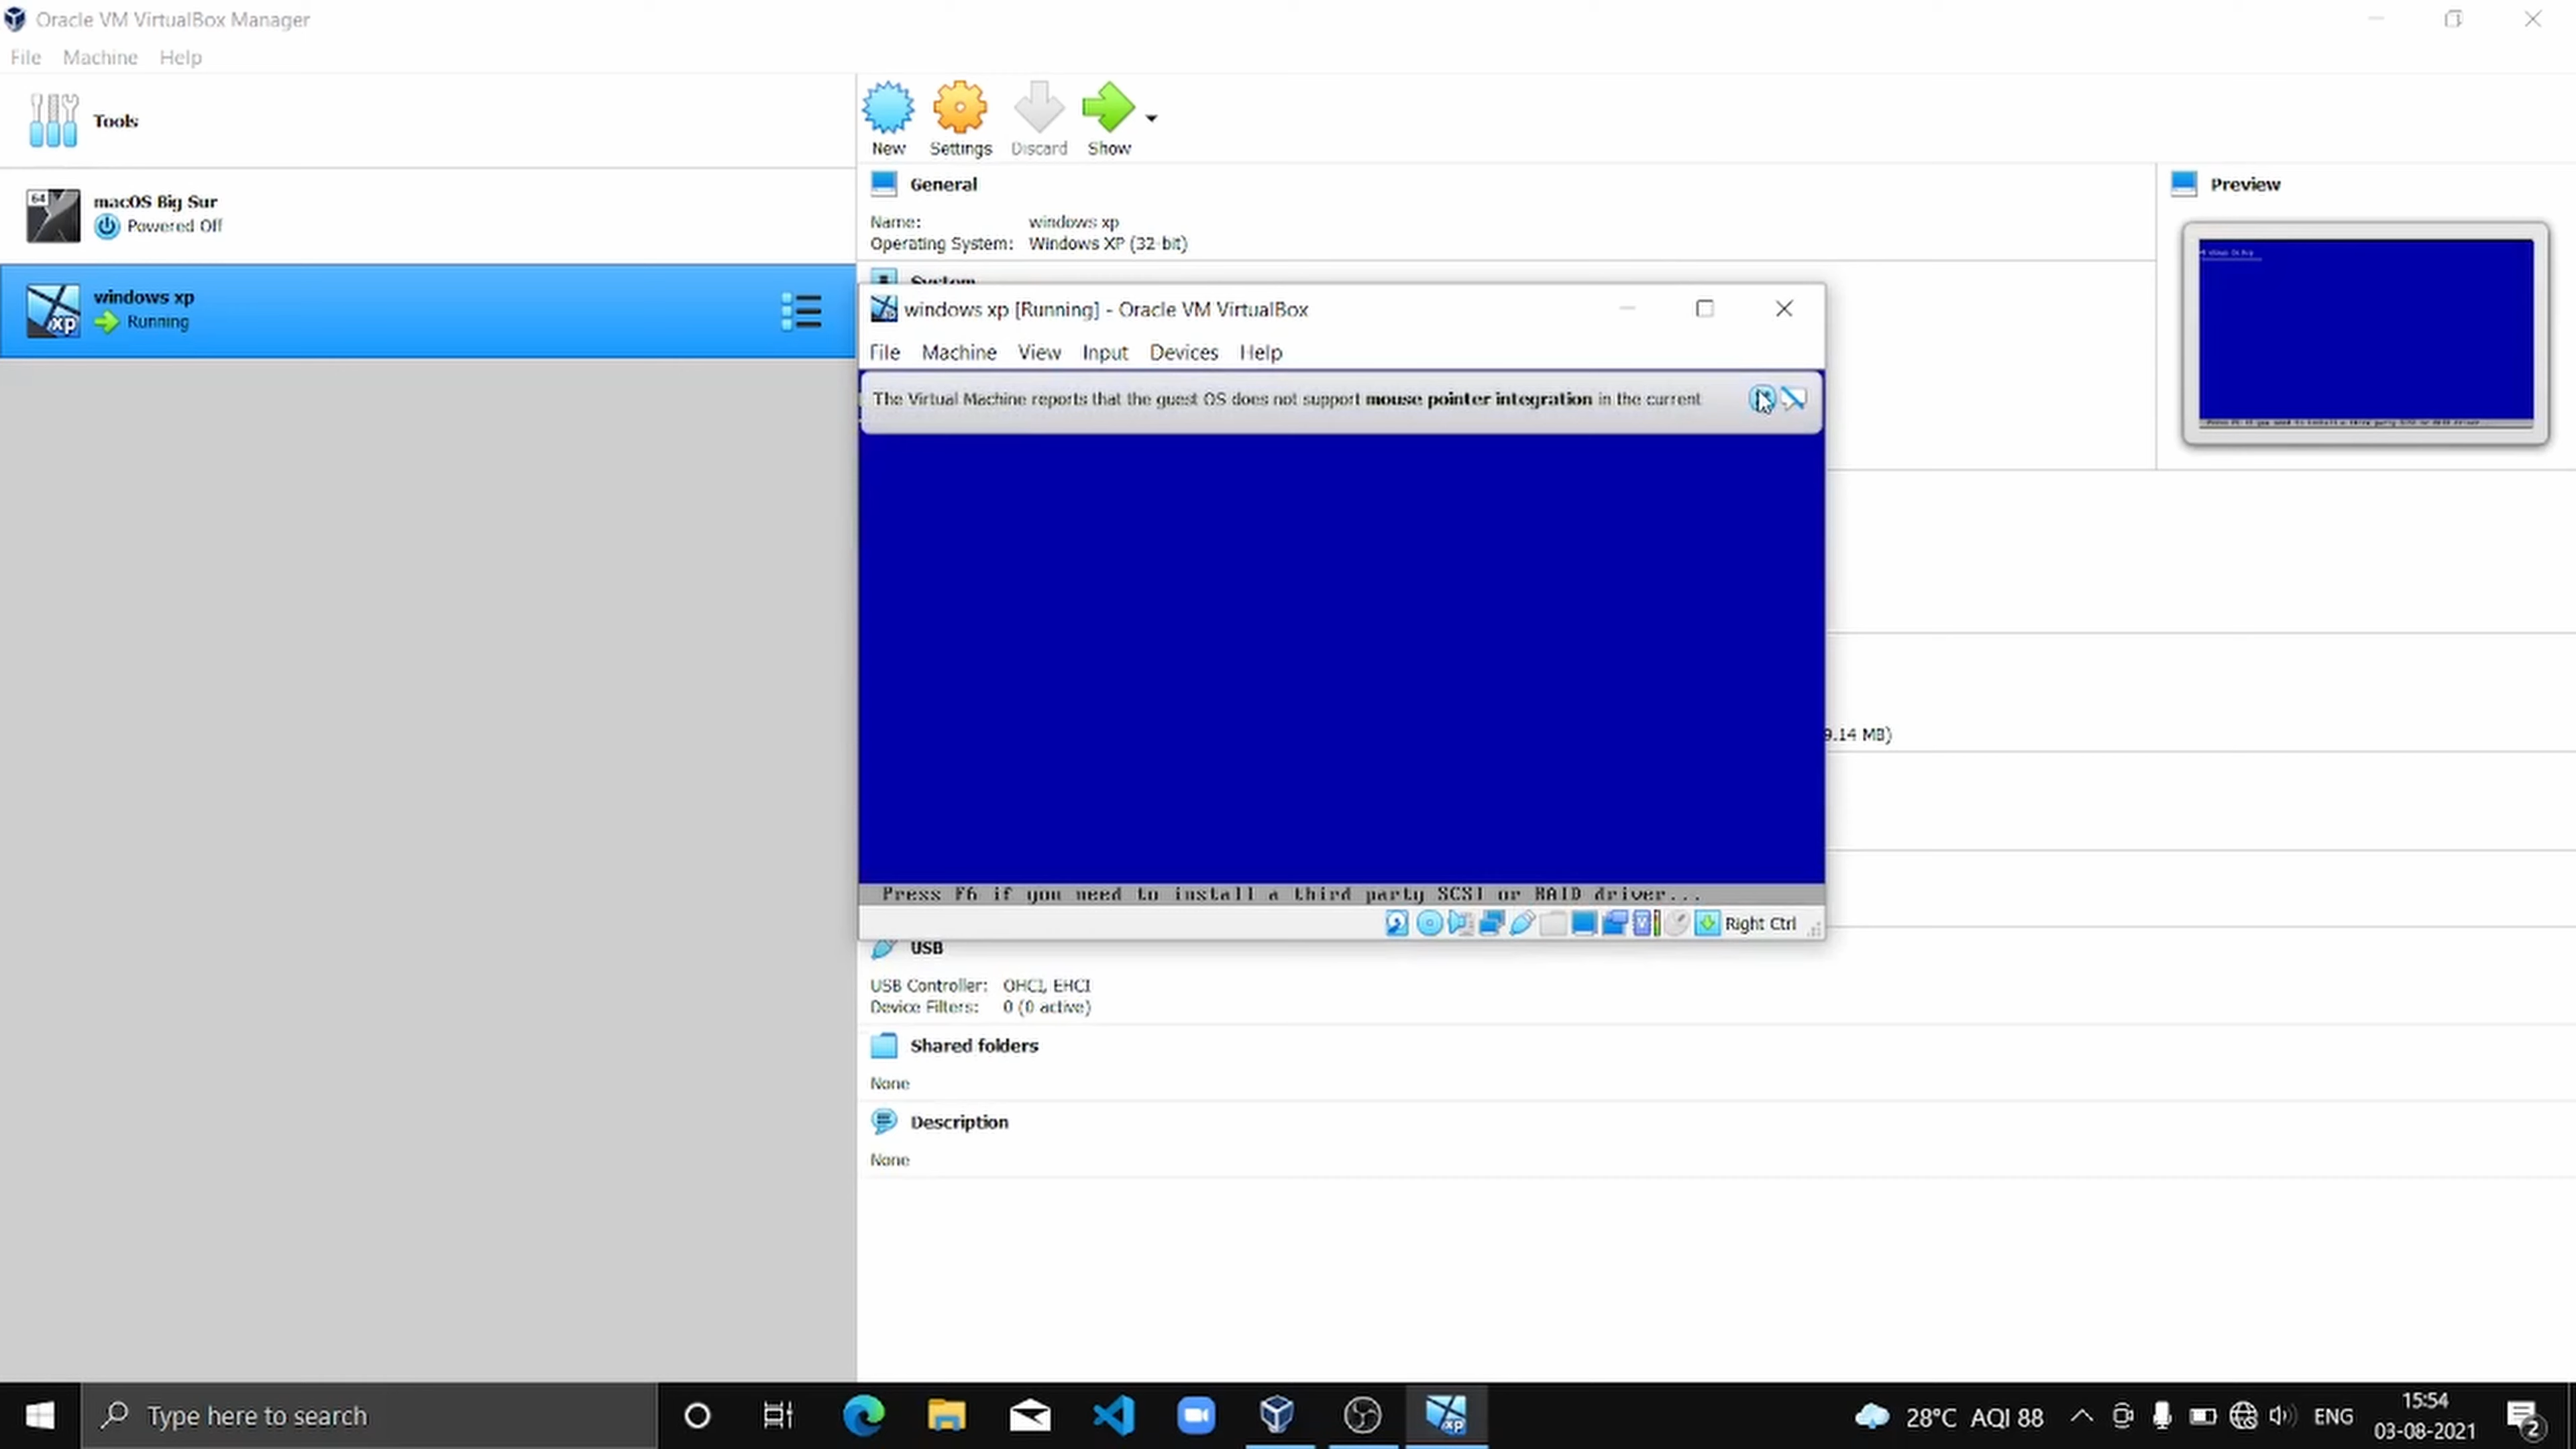 Oracle VM VirtualBox Manager
File Machine Help
Tools
New Settings Discard Show
64
macOS Big Sur
Powered Off
xp
windows xp
Running
General
Name: windows xp
Operating System: Windows XP (32-bit)
System
Preview
windows xp [Running] - Oracle VM VirtualBox
File Machine View Input Devices Help
The Virtual Machine reports that the guest OS does not support mouse pointer integration in the current
9.14 MB)
Press F6 if you need to install a third party SCSI or RAID driver...
Right Ctrl
USB
USB Controller: OHCI, EHCI
Device Filters: 0 (0 active)
Shared folders
None
Description
None
Type here to search
xp
28°C AQI 88
ENG
15:54
03-08-2021
2